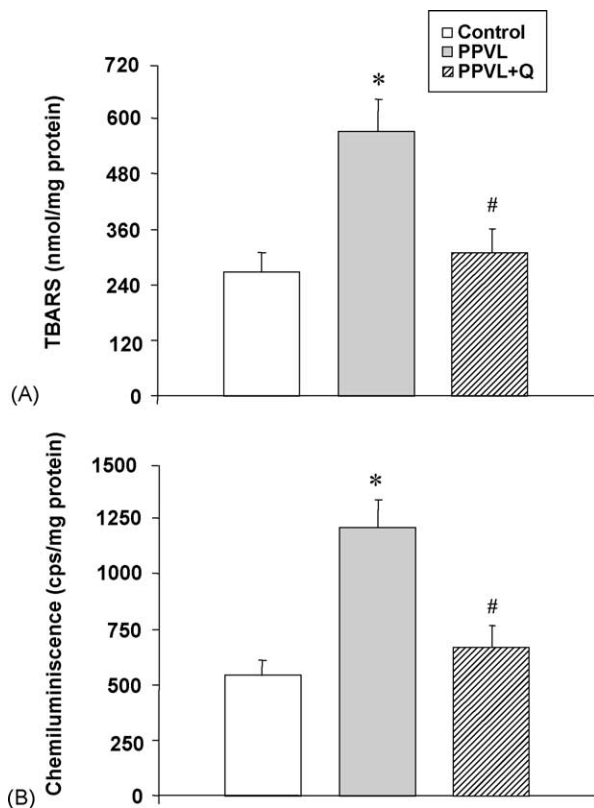 Control
PPVL
PPVL+Q
720
600
480
360
240
120
0
TBARS (nmol/mg protein)
*
#
(A)
1500
1250
1000
750
500
250
0
Chemiluminiscence (cps/mg protein)
*
#
(B)